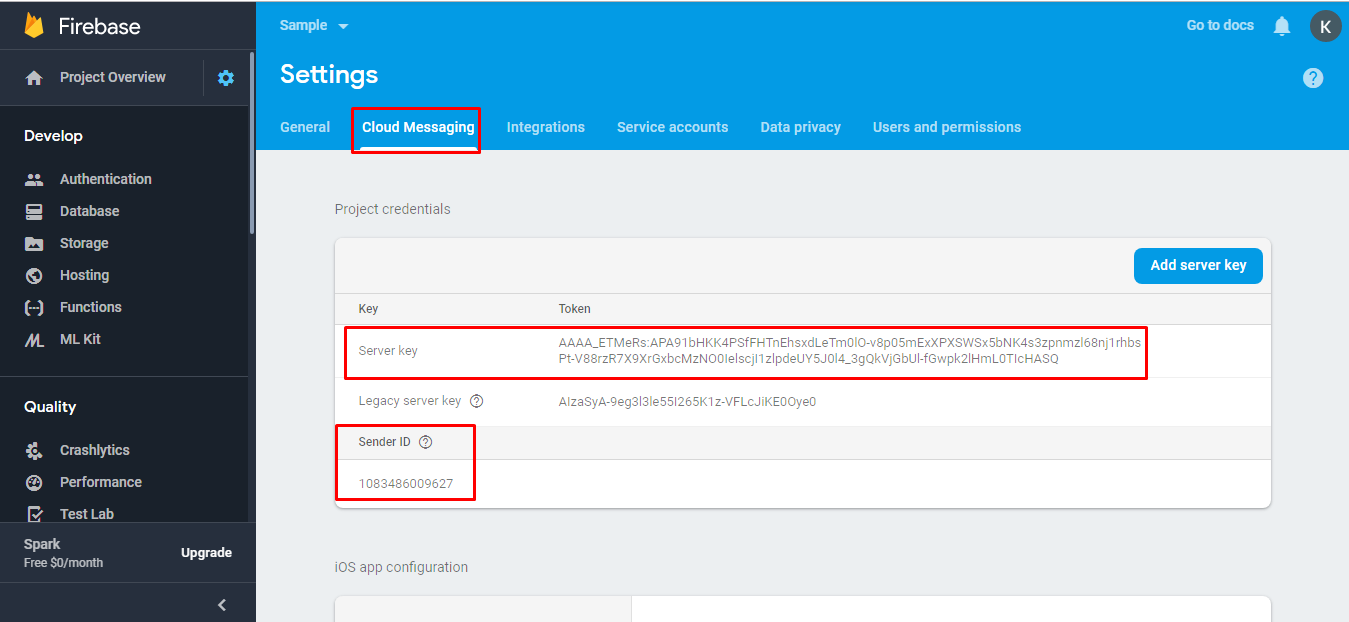 Firebase
Project Overview
Develop
Authentication
Database
Storage
Hosting
Functions
ML Kit
Quality
Crashlytics
Performance
Test Lab
Spark
Free $0/month
Upgrade
Sample
Go to docs
K
Settings
?
General
Cloud Messaging
Integrations
Service accounts
Data privacy
Users and permissions
Project credentials
Add server key
Key Token
Server key
AAAA_ETMeRs:APA91bHKK4PSfFHTnEhsxdLeTm0lO-v8p05mExXPXSWSx5bNK4s3zpnmzl68nj1rhbs
Pt-V88rzR7X9XrGxbcMzNO0IelscjI1zlpdeUY5J0l4_3gQkVjGbUl-fGwpk2lHmL0TIcHASQ
Legacy server key ? AIzaSyA-9eg3l3le55I265K1z-VFLcJiKE0Oye0
Sender ID ?
1083486009627
iOS app configuration